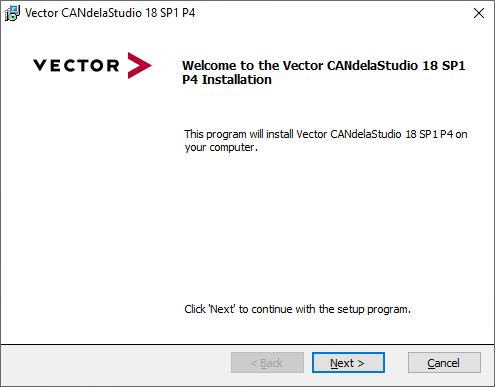 Vector CANdelaStudio 18 SP1 P4
VECTOR
Welcome to the Vector CANdelaStudio 18 SP1
P4 Installation
This program will install Vector CANdelaStudio 18 SP1 P4 on
your computer.
Click 'Next' to continue with the setup program.
< Back
Next >
Cancel